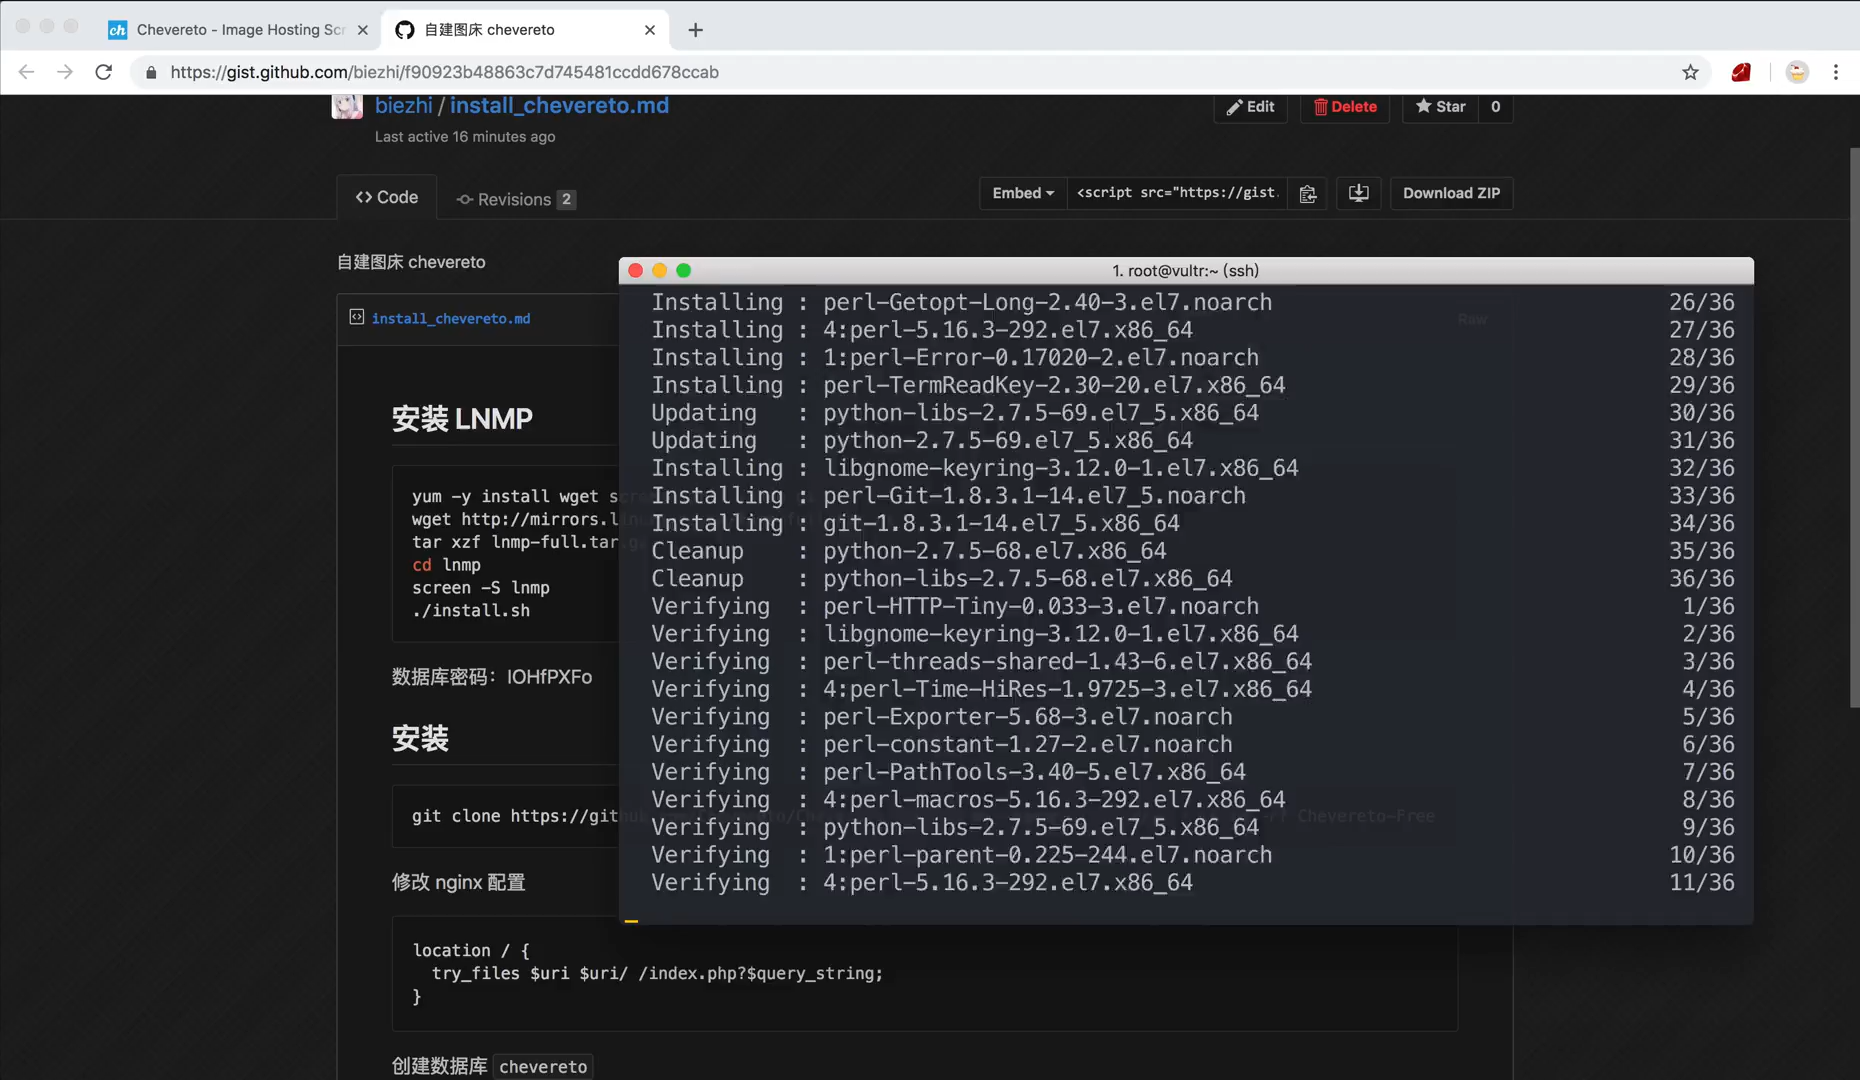 Chevereto - Image Hosting Scr
自建图床 chevereto
https://gist.github.com/biezhi/f90923b48863c7d745481ccdd678ccab
biezhi / install_chevereto.md
Edit
Delete
Star
0
Last active 16 minutes ago
Code
Revisions 2
Embed
<script src="https://gist.
Download ZIP
自建图床 chevereto
install_chevereto.md
Raw
安装 LNMP
yum -y install wget
wget http://mirrors.
tar xzf lnmp-full.tar
cd lnmp
screen -S lnmp
./install.sh
数据库密码：IOHfPXFo
安装
git clone https://gith
Chevereto-Free
修改 nginx 配置
location / {
try_files $uri $uri/ /index.php?$query_string;
}
创建数据库 chevereto
1. root@vultr:~ (ssh)
Installing : perl-Getopt-Long-2.40-3.el7.noarch 26/36
Installing : 4:perl-5.16.3-292.el7.x86_64 27/36
Installing : 1:perl-Error-0.17020-2.el7.noarch 28/36
Installing : perl-TermReadKey-2.30-20.el7.x86_64 29/36
Updating : python-libs-2.7.5-69.el7_5.x86_64 30/36
Updating : python-2.7.5-69.el7_5.x86_64 31/36
Installing : libgnome-keyring-3.12.0-1.el7.x86_64 32/36
Installing : perl-Git-1.8.3.1-14.el7_5.noarch 33/36
Installing : git-1.8.3.1-14.el7_5.x86_64 34/36
Cleanup : python-2.7.5-68.el7.x86_64 35/36
Cleanup : python-libs-2.7.5-68.el7.x86_64 36/36
Verifying : perl-HTTP-Tiny-0.033-3.el7.noarch 1/36
Verifying : libgnome-keyring-3.12.0-1.el7.x86_64 2/36
Verifying : perl-threads-shared-1.43-6.el7.x86_64 3/36
Verifying : 4:perl-Time-HiRes-1.9725-3.el7.x86_64 4/36
Verifying : perl-Exporter-5.68-3.el7.noarch 5/36
Verifying : perl-constant-1.27-2.el7.noarch 6/36
Verifying : perl-PathTools-3.40-5.el7.x86_64 7/36
Verifying : 4:perl-macros-5.16.3-292.el7.x86_64 8/36
Verifying : python-libs-2.7.5-69.el7_5.x86_64 9/36
Verifying : 1:perl-parent-0.225-244.el7.noarch 10/36
Verifying : 4:perl-5.16.3-292.el7.x86_64 11/36